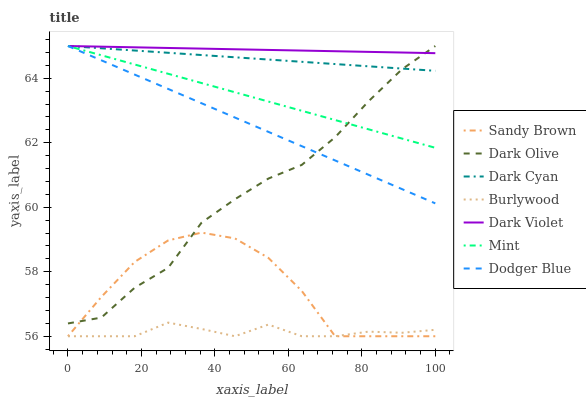 title
yaxis_label
64
62
60
58
56
0
20
40
60
80
100
xaxis_label
Sandy Brown
Dark Olive
Dark Cyan
Burlywood
Dark Violet
Mint
Dodger Blue